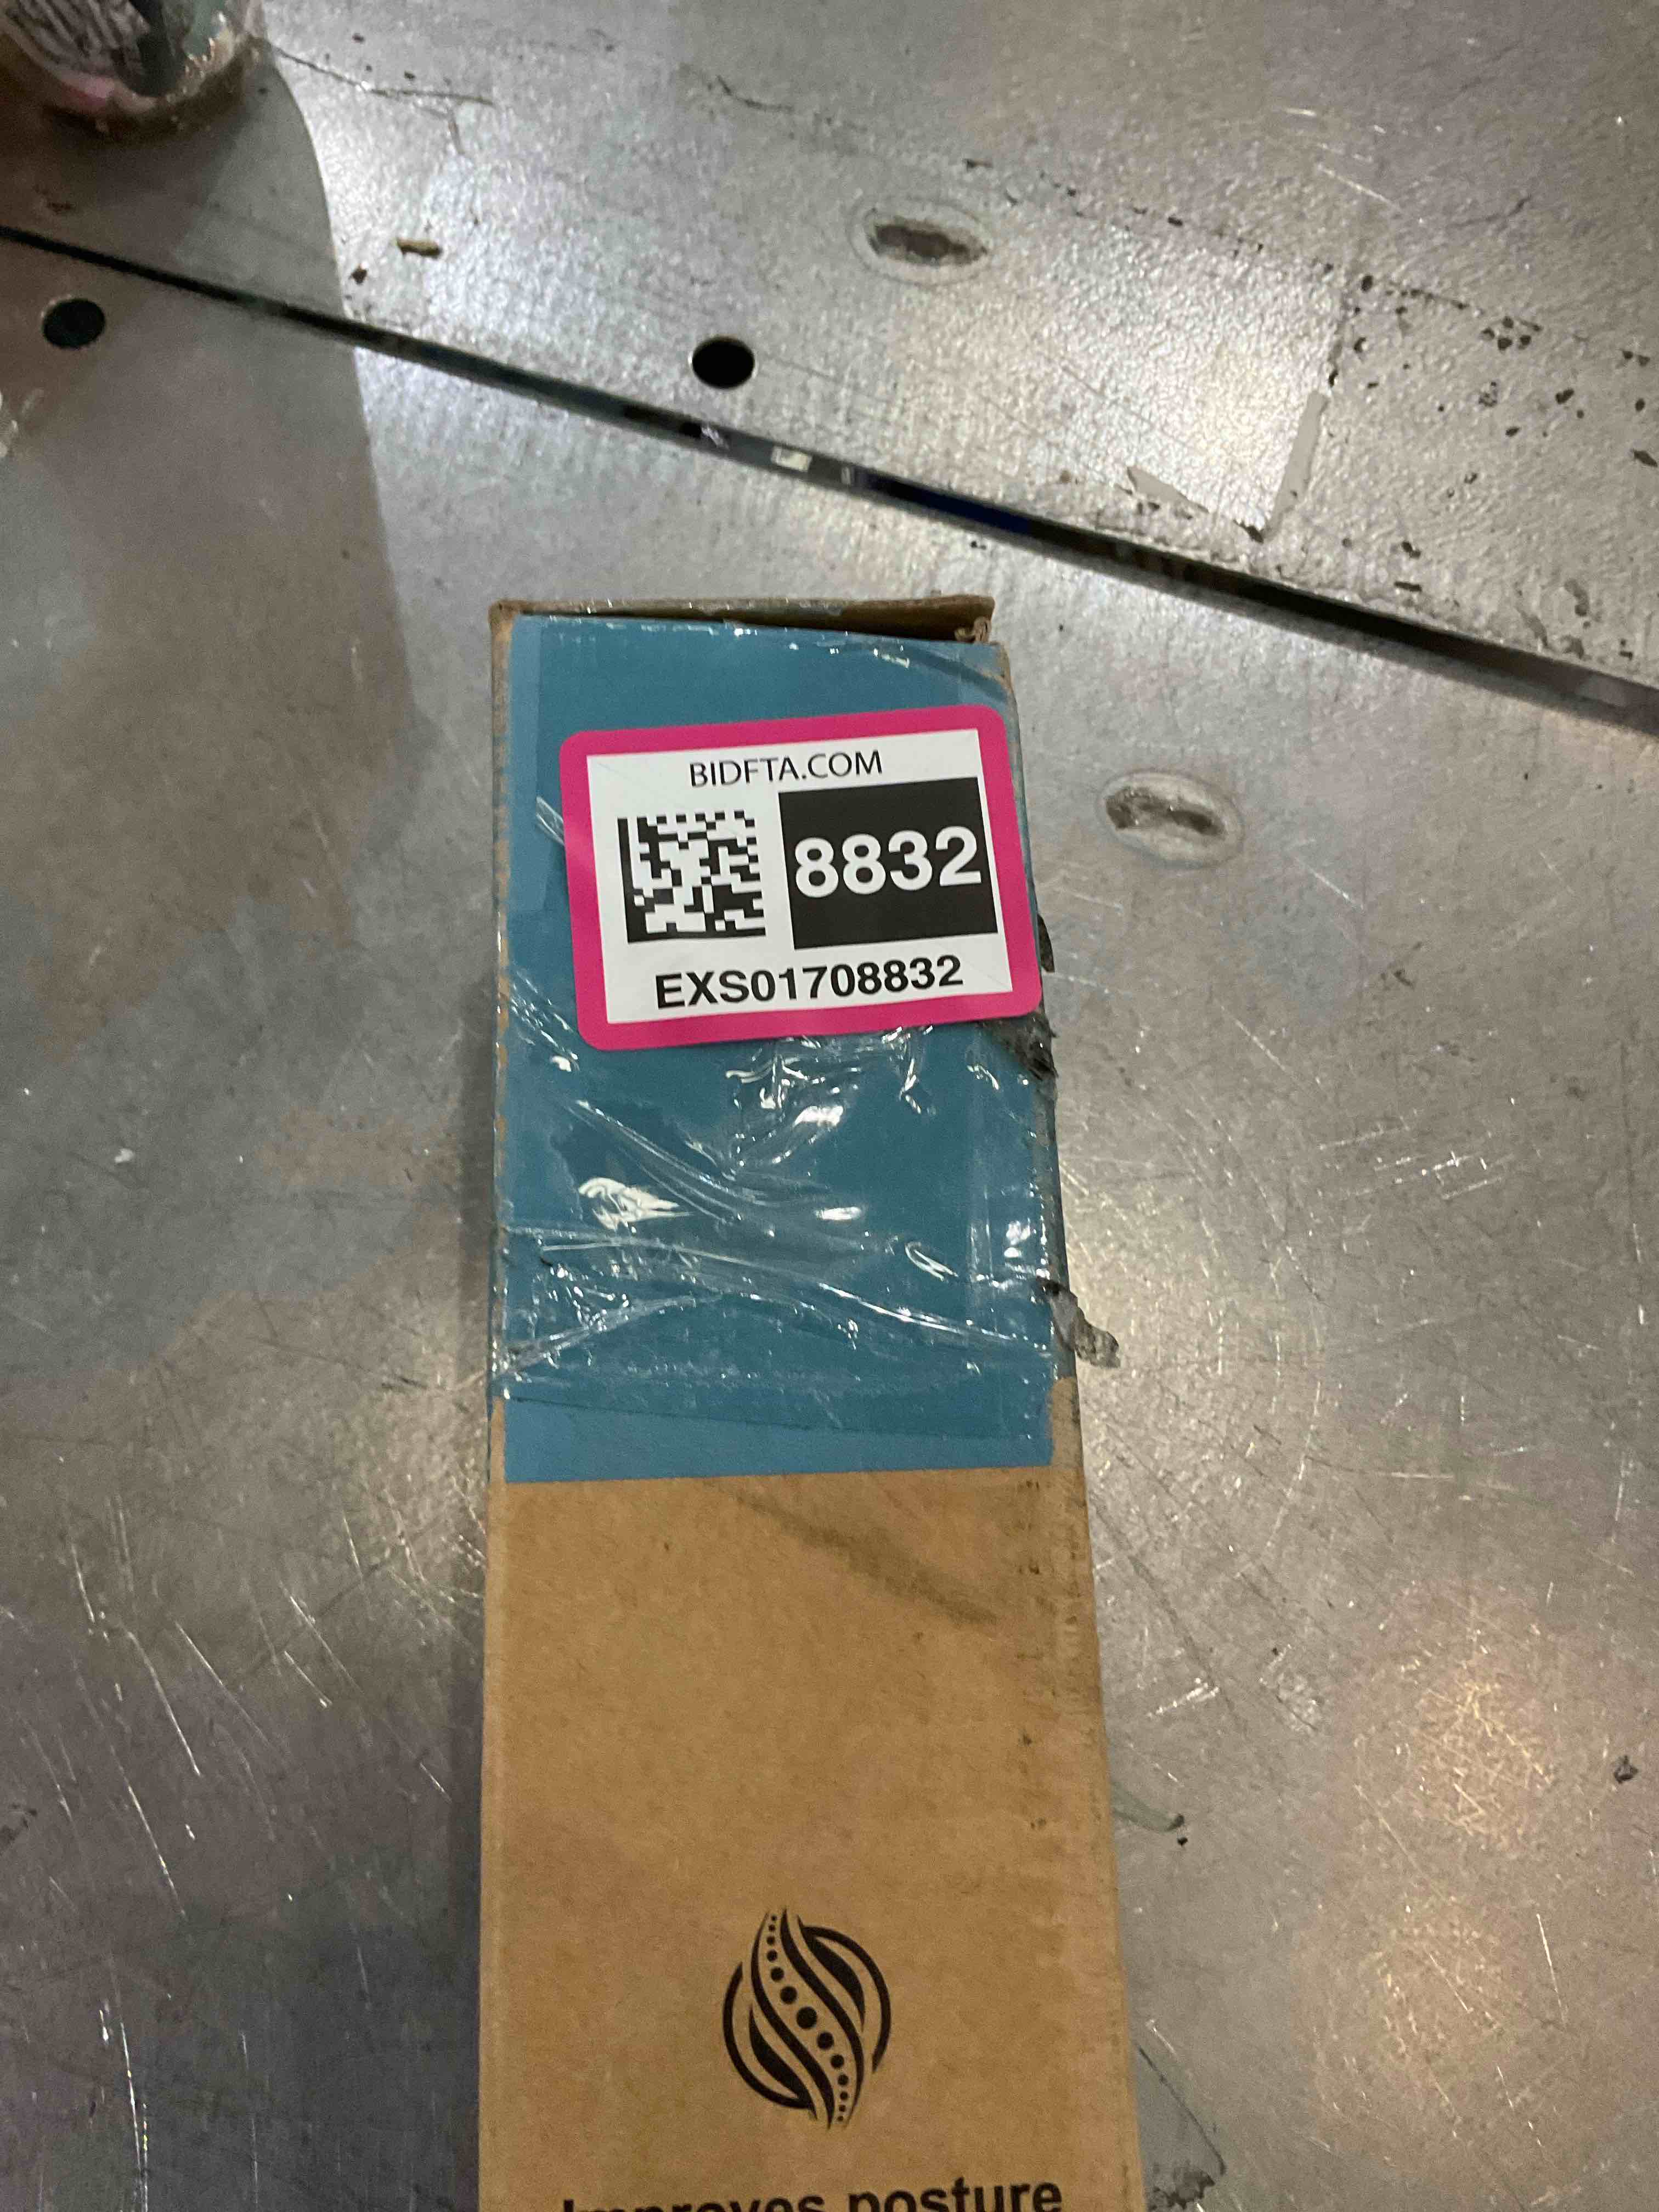 BIDFTA.COM
8832
EXS01708832
Improves posture